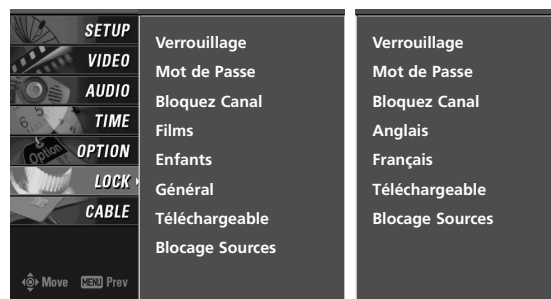 SETUP
VIDEO
AUDIO
TIME
OPTION
LOCK
CABLE
Move MENU Prev
Verrouillage
Mot de Passe
Bloquez Canal
Films
Enfants
Général
Téléchargeable
Blocage Sources
Verrouillage
Mot de Passe
Bloquez Canal
Anglais
Français
Téléchargeable
Blocage Sources